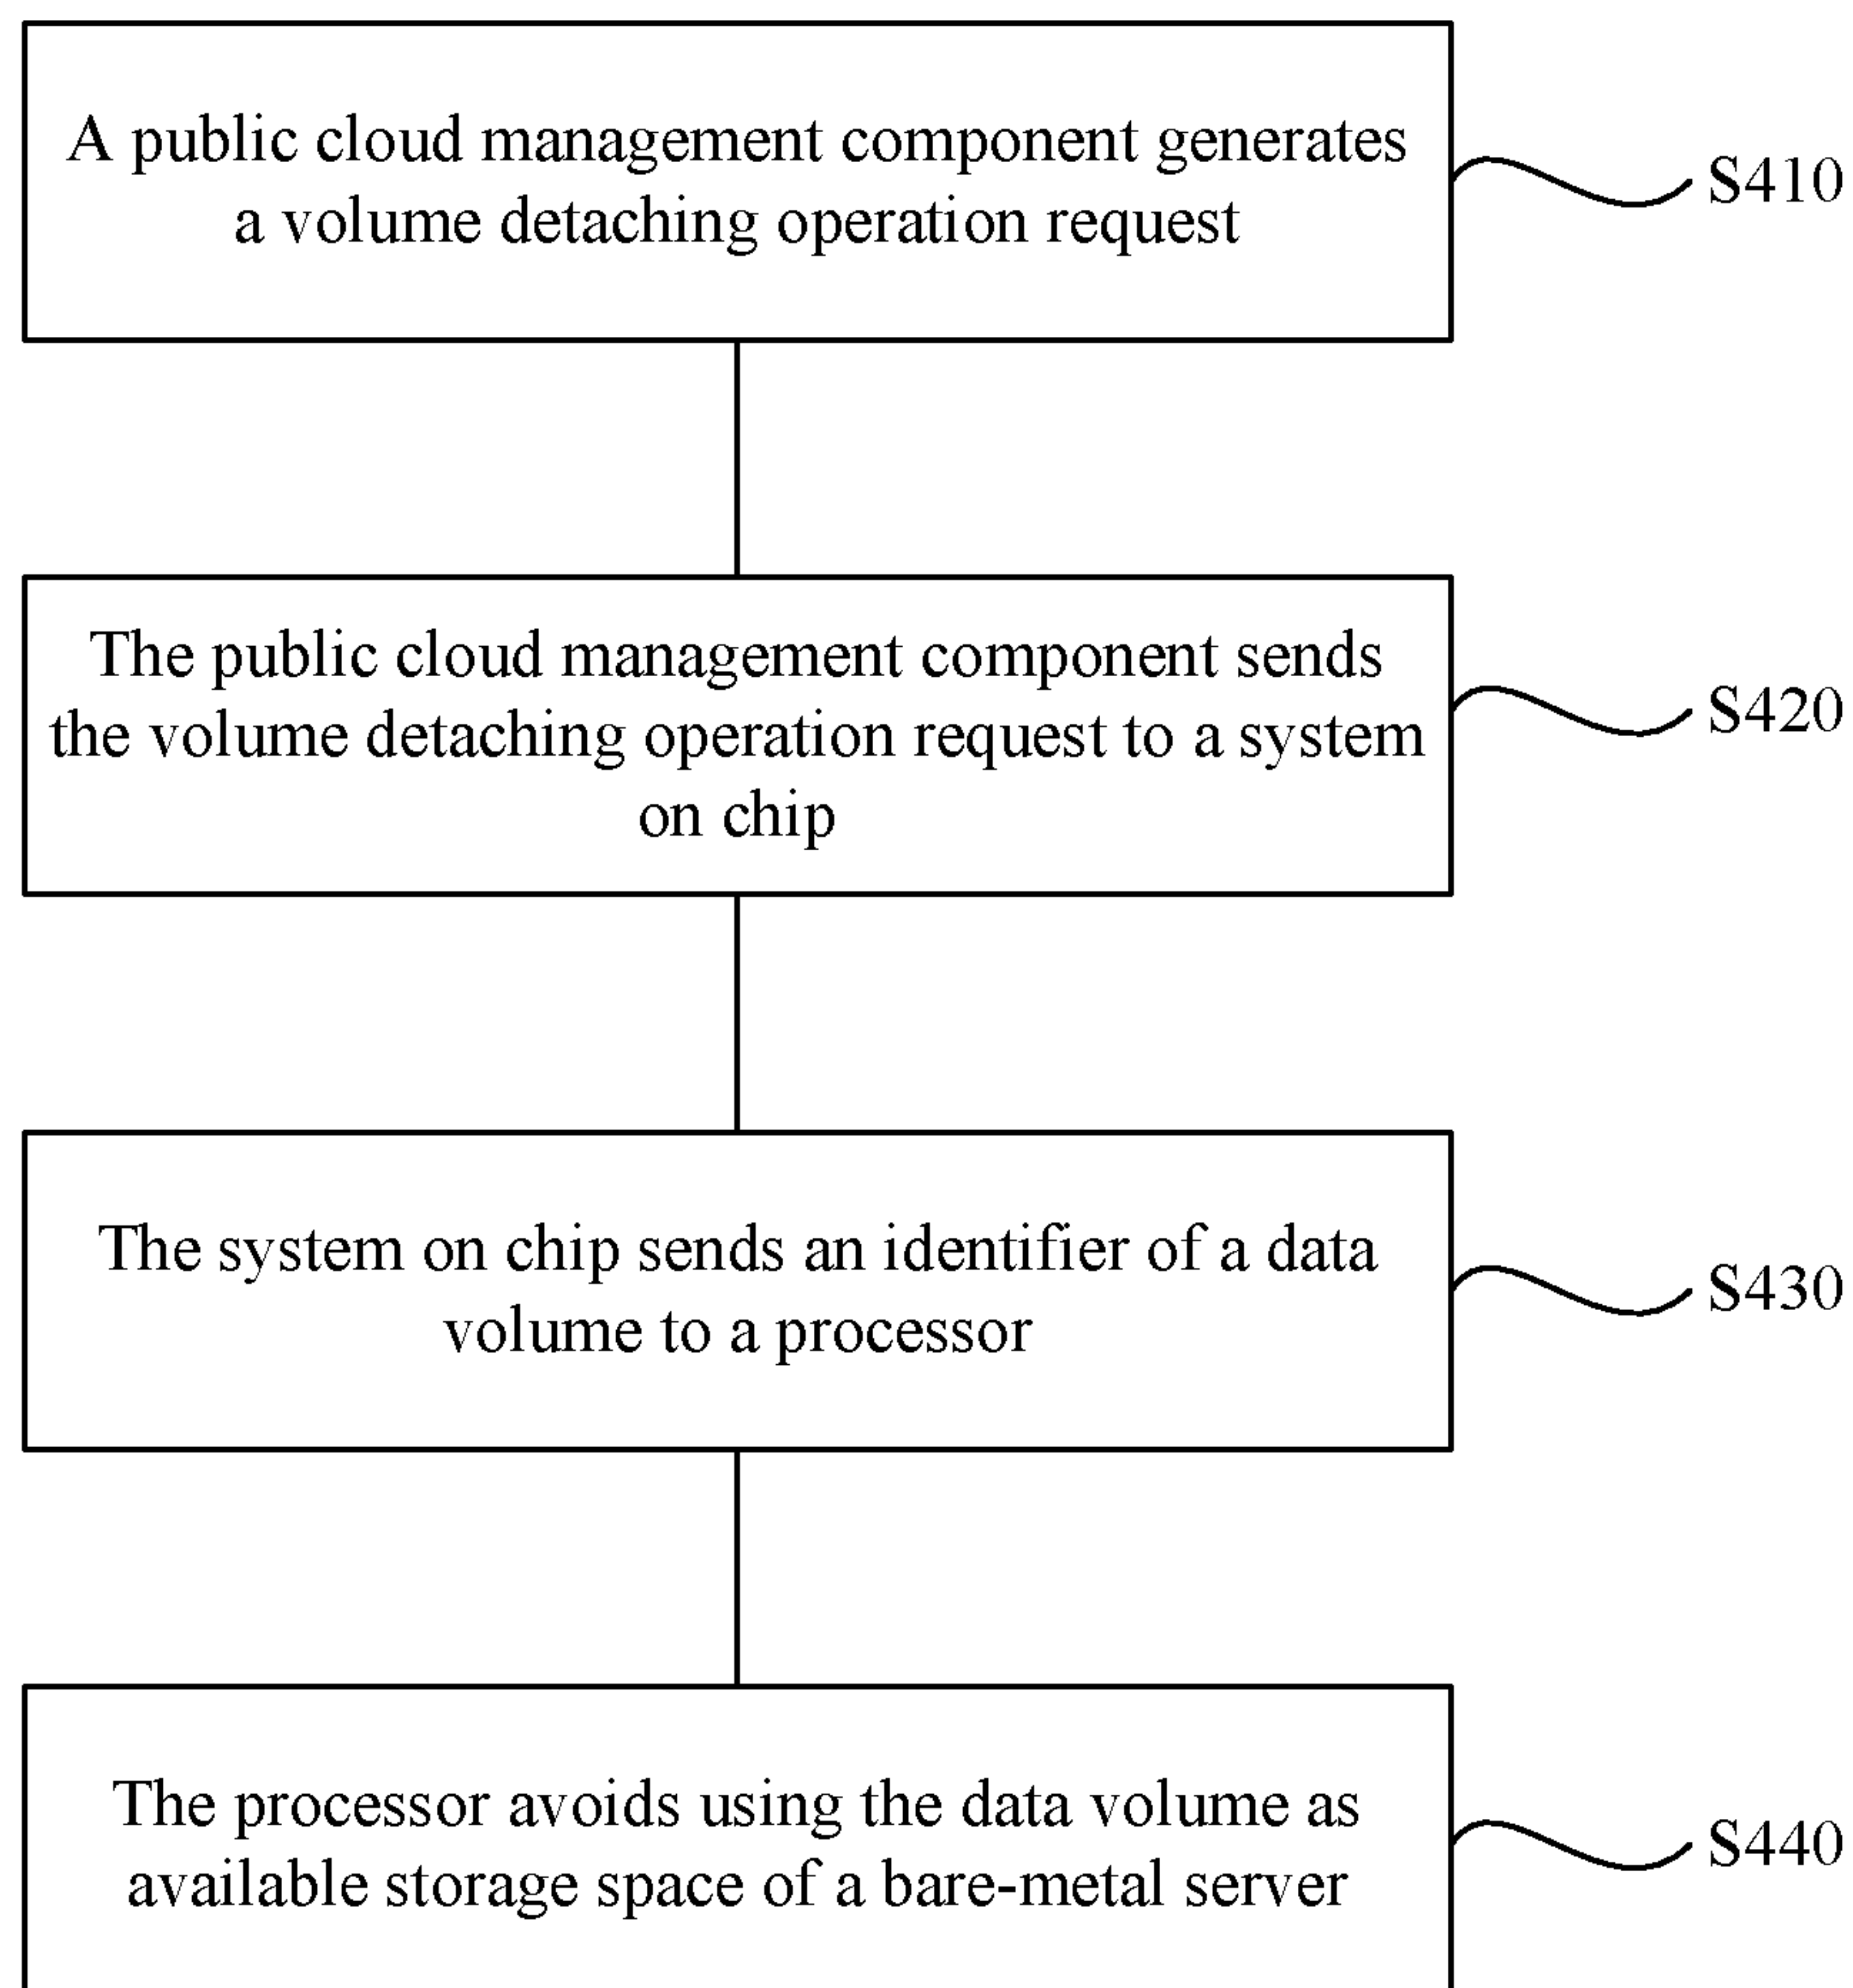 A public cloud management component generates
a volume detaching operation request
S410
The public cloud management component sends
the volume detaching operation request to a system
on chip
S420
The system on chip sends an identifier of a data
volume to a processor
S430
The processor avoids using the data volume as
available storage space of a bare-metal server
S440